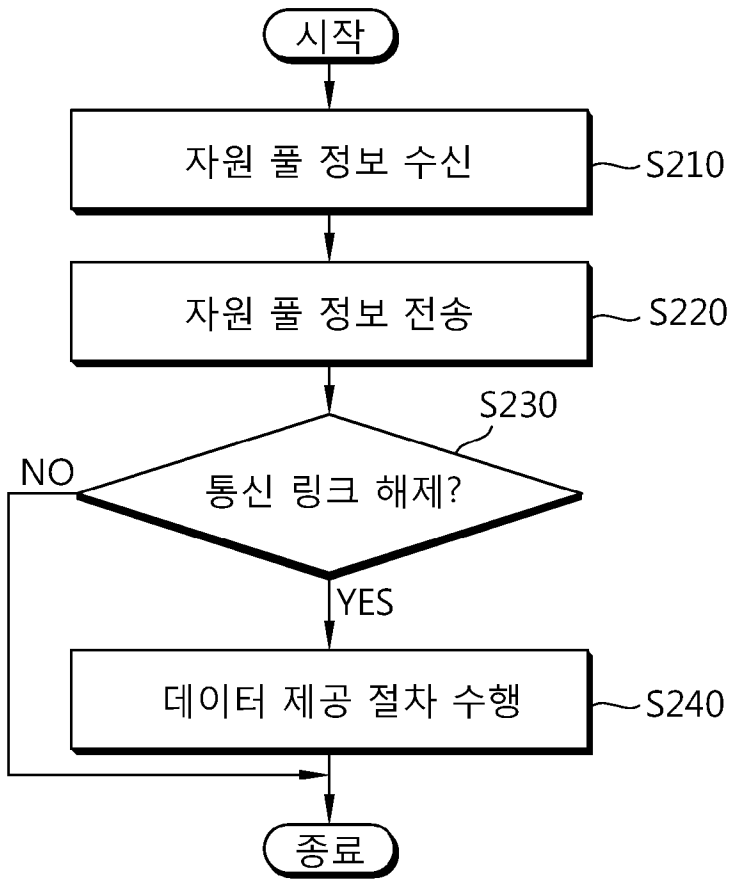 시작
자원 풀 정보 수신
S210
자원 풀 정보 전송
S220
S230
NO
통신 링크 해제?
YES
데이터 제공 절차 수행
S240
종료